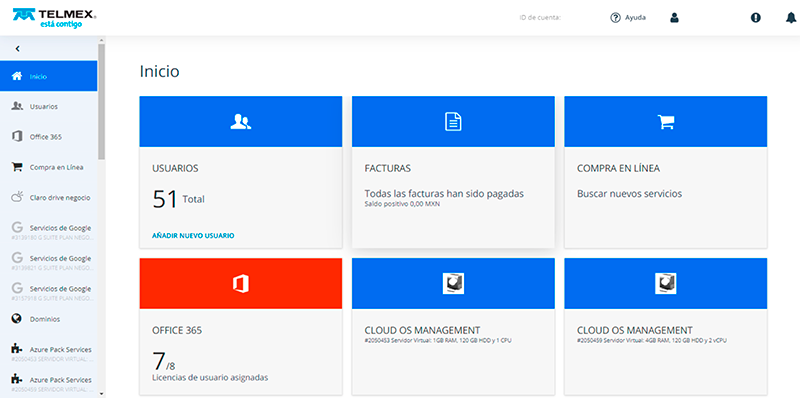 TELMEX®
está contigo
ID de cuenta:
Ayuda
Inicio
Usuarios
Office 365
Compra en Línea
Claro drive negocio
Servicios de Google
#3139180 G SUITE PLAN NEGO...
Servicios de Google
#3139821 G SUITE PLAN NEGO...
Servicios de Google
#3157918 G SUITE PLAN NEGO...
Dominios
Azure Pack Services
#2050453 SERVIDOR VIRTUAL:...
Azure Pack Services
#2050459 SERVIDOR VIRTUAL:...
Inicio
USUARIOS
51 Total
AÑADIR NUEVO USUARIO
FACTURAS
Todas las facturas han sido pagadas
Saldo positivo 0,00 MXN
COMPRA EN LÍNEA
Buscar nuevos servicios
OFFICE 365
7/8
Licencias de usuario asignadas
CLOUD OS MANAGEMENT
#2050453 Servidor Virtual: 1GB RAM, 120 GB HDD y 1 CPU
CLOUD OS MANAGEMENT
#2050459 Servidor Virtual: 4GB RAM, 120 GB HDD y 2 vCPU